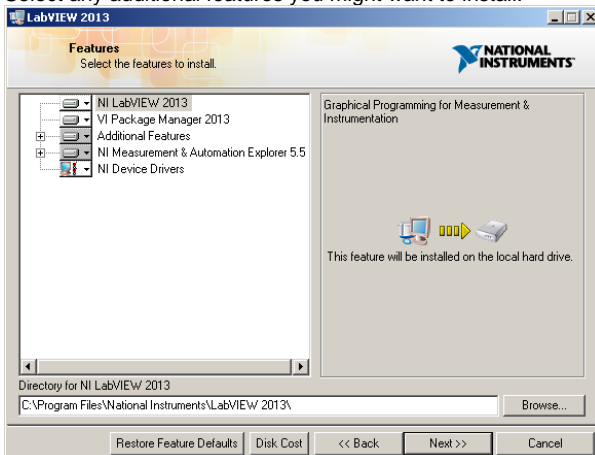 Select any additional features you might want to install.
LabVIEW 2013
Features
Select the features to install.
NATIONAL
INSTRUMENTS
NI LabVIEW 2013
VI Package Manager 2013
Additional Features
NI Measurement & Automation Explorer 5.5
NI Device Drivers
Graphical Programming for Measurement &
Instrumentation
This feature will be installed on the local hard drive.
Directory for NI LabVIEW 2013
C:\Program Files\National Instruments\LabVIEW 2013\
Browse...
Restore Feature Defaults
Disk Cost
<< Back
Next >>
Cancel